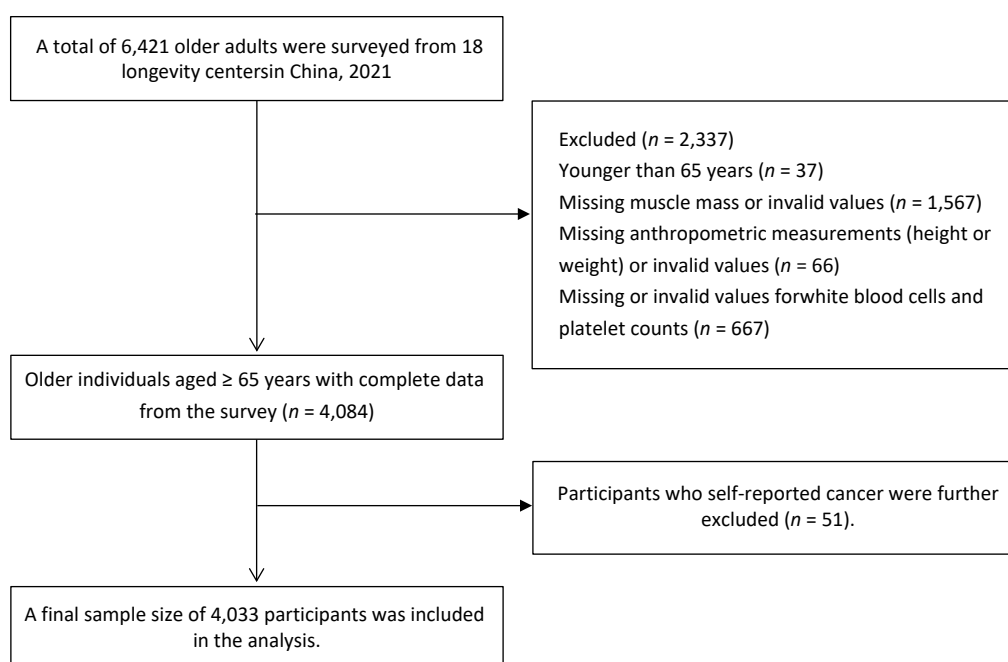 A total of 6,421 older adults were surveyed from 18
longevity centersin China, 2021
Excluded (n = 2,337)
Younger than 65 years (n = 37)
Missing muscle mass or invalid values (n = 1,567)
Missing anthropometric measurements (height or
weight) or invalid values (n = 66)
Missing or invalid values forwhite blood cells and
platelet counts (n = 667)
Older individuals aged ≥ 65 years with complete data
from the survey (n = 4,084)
Participants who self-reported cancer were further
excluded (n = 51).
A final sample size of 4,033 participants was included
in the analysis.